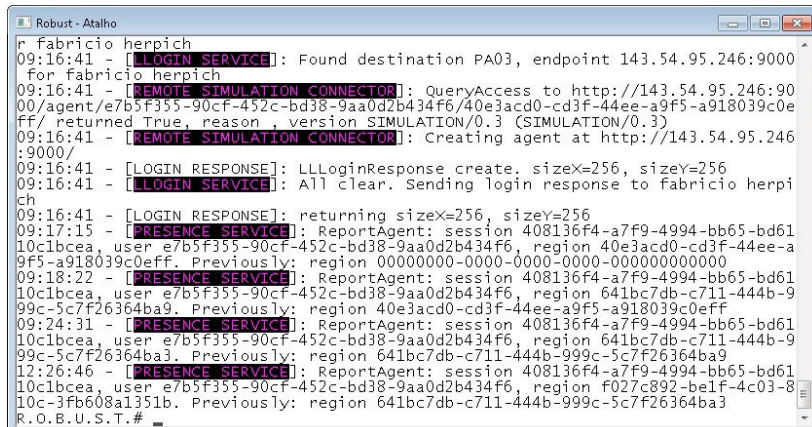 Robust - Atalho
r fabricio herpich
09:16:41 - [LLOGIN SERVICE]: Found destination PA03, endpoint 143.54.95.246:9000
 for fabricio herpich
09:16:41 - [REMOTE SIMULATION CONNECTOR]: QueryAccess to http://143.54.95.246:90
00/agent/e7b5f355-90cf-452c-bd38-9aa0d2b434f6/40e3acd0-cd3f-44ee-a9f5-a918039c0e
ff/ returned True, reason , version SIMULATION/0.3 (SIMULATION/0.3)
09:16:41 - [REMOTE SIMULATION CONNECTOR]: Creating agent at http://143.54.95.246
:9000/
09:16:41 - [LOGIN RESPONSE]: LLLoginResponse create. sizeX=256, sizeY=256
09:16:41 - [LLOGIN SERVICE]: All clear. Sending login response to fabricio herpi
ch
09:16:41 - [LOGIN RESPONSE]: returning sizeX=256, sizeY=256
09:17:15 - [PRESENCE SERVICE]: ReportAgent: session 408136f4-a7f9-4994-bb65-bd61
10c1bcea, user e7b5f355-90cf-452c-bd38-9aa0d2b434f6, region 40e3acd0-cd3f-44ee-a
9f5-a918039c0eff. Previously: region 00000000-0000-0000-0000-000000000000
09:18:22 - [PRESENCE SERVICE]: ReportAgent: session 408136f4-a7f9-4994-bb65-bd61
10c1bcea, user e7b5f355-90cf-452c-bd38-9aa0d2b434f6, region 641bc7db-c711-444b-9
99c-5c7f26364ba9. Previously: region 40e3acd0-cd3f-44ee-a9f5-a918039c0eff
09:24:31 - [PRESENCE SERVICE]: ReportAgent: session 408136f4-a7f9-4994-bb65-bd61
10c1bcea, user e7b5f355-90cf-452c-bd38-9aa0d2b434f6, region 641bc7db-c711-444b-9
99c-5c7f26364ba3. Previously: region 641bc7db-c711-444b-999c-5c7f26364ba9
12:26:46 - [PRESENCE SERVICE]: ReportAgent: session 408136f4-a7f9-4994-bb65-bd61
10c1bcea, user e7b5f355-90cf-452c-bd38-9aa0d2b434f6, region f027c892-be1f-4c03-8
10c-3fb608a1351b. Previously: region 641bc7db-c711-444b-999c-5c7f26364ba3
R.O.B.U.S.T.# _